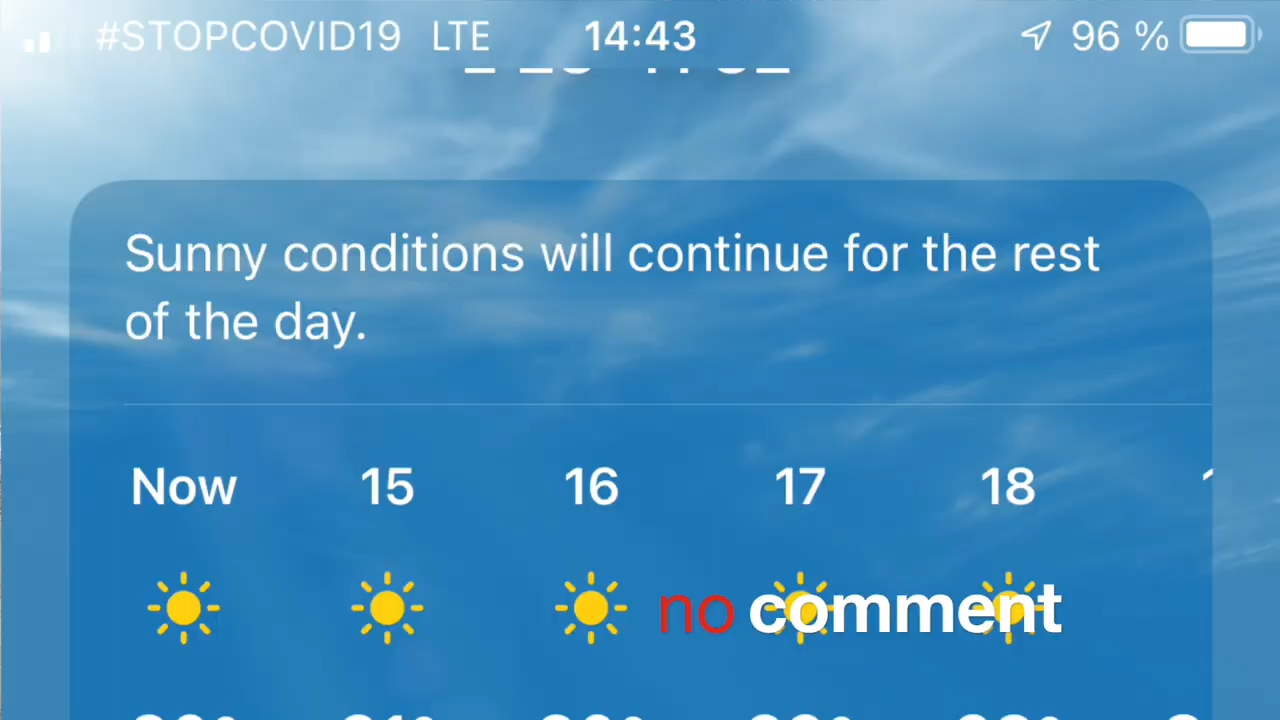 #STOPCOVID19 LTE 14:43 96 %
Sunny conditions will continue for the rest
of the day.
Now 15 16 17 18
no comment